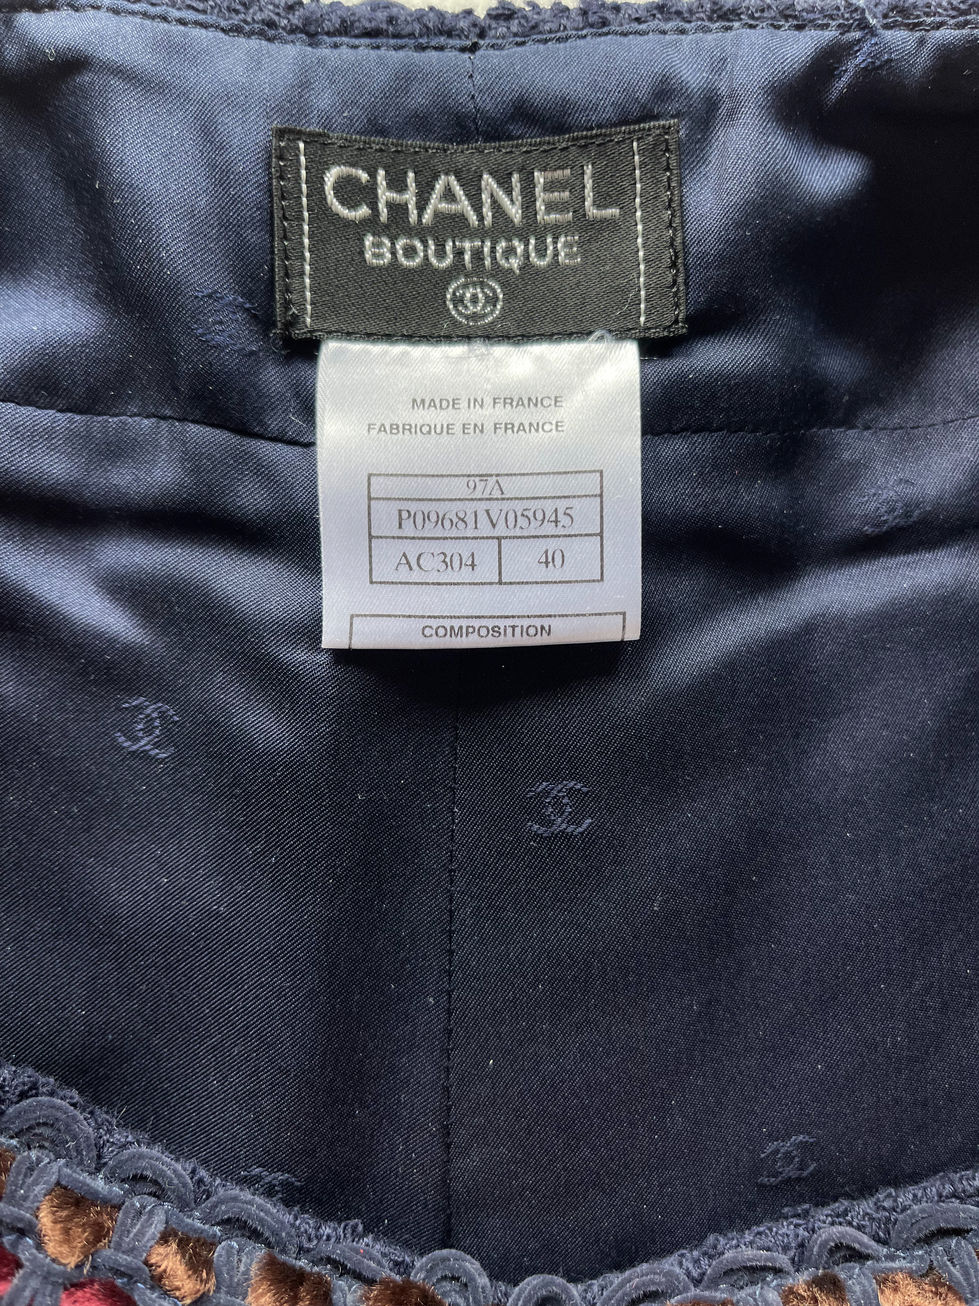 CHANEL
BOUTIQUE
MADE IN FRANCE
FABRIQUE EN FRANCE
97A
P09681V05945
AC304 40
COMPOSITION